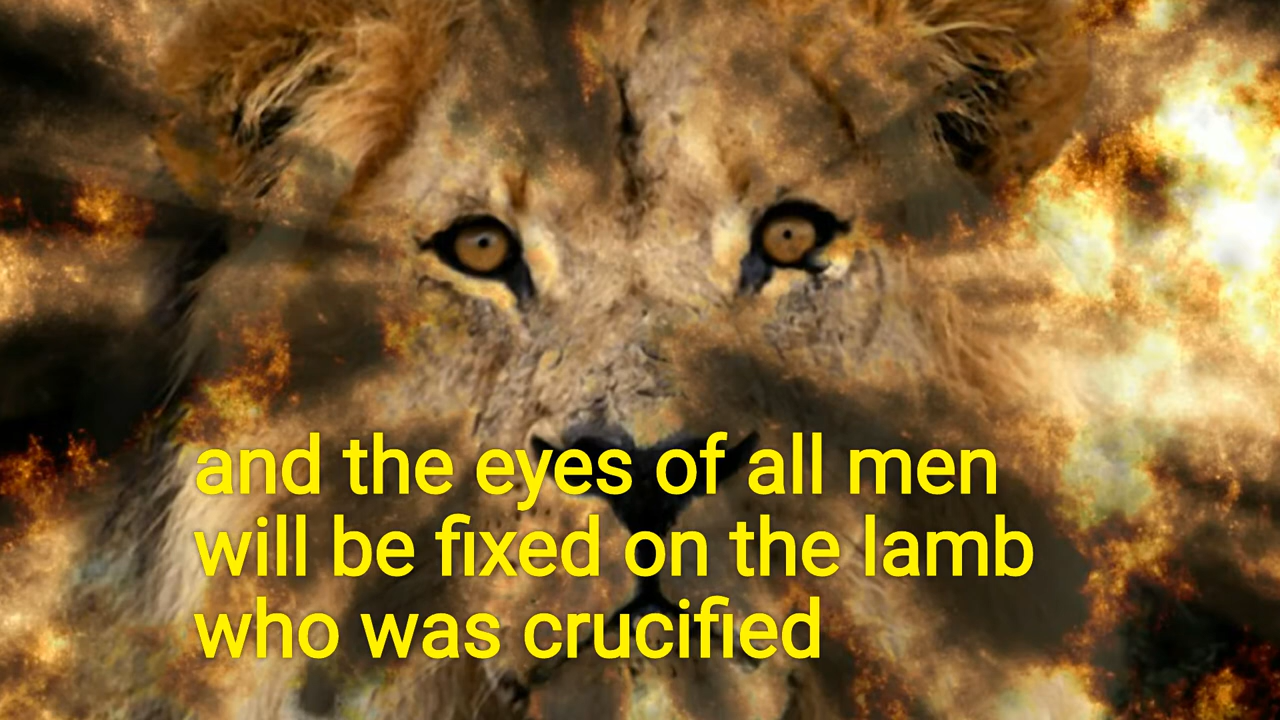 and the eyes of all men
will be fixed on the lamb
who was crucified